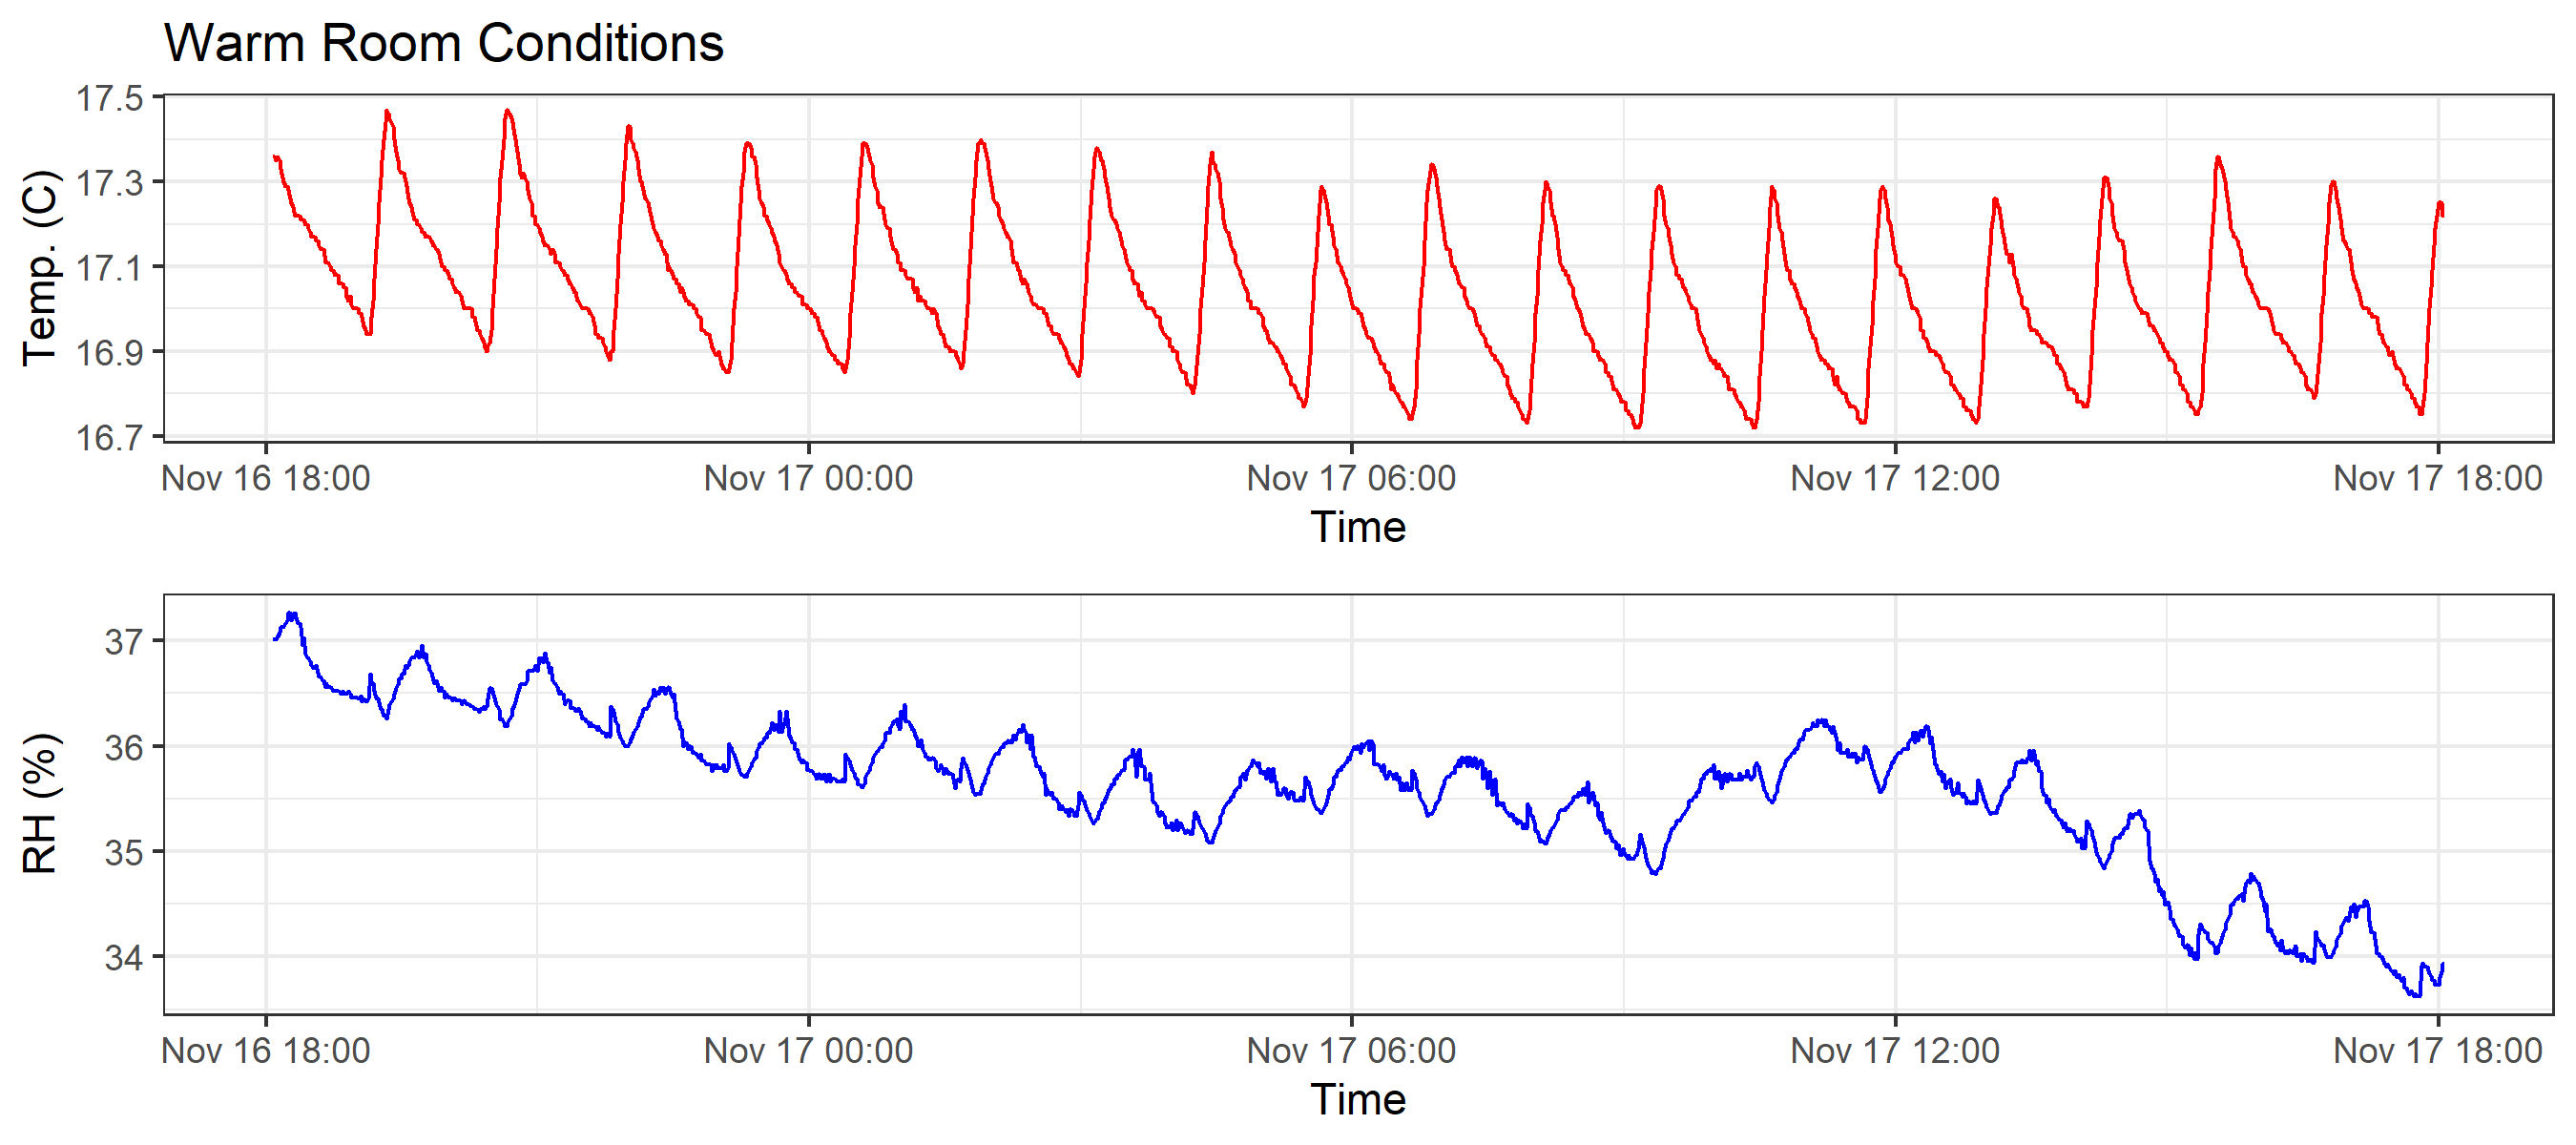 Warm Room Conditions
Temp. (C)
17.5
17.3
17.1
16.9
16.7
Nov 16 18:00 Nov 17 00:00 Nov 17 06:00 Nov 17 12:00 Nov 17 18:00
Time
RH (%)
37
36
35
34
Nov 16 18:00 Nov 17 00:00 Nov 17 06:00 Nov 17 12:00 Nov 17 18:00
Time